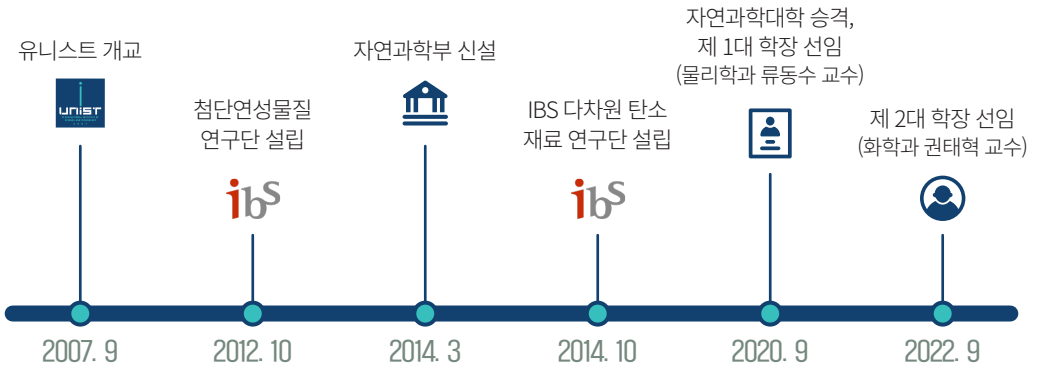 유니스트 개교
UNIST
2007. 9
첨단연성물질
연구단 설립
ibs
2012. 10
자연과학부 신설
2014. 3
IBS 다차원 탄소
재료 연구단 설립
ibs
2014. 10
자연과학대학 승격,
제 1대 학장 선임
(물리학과 류동수 교수)
2020. 9
제 2대 학장 선임
(화학과 권태혁 교수)
2022. 9